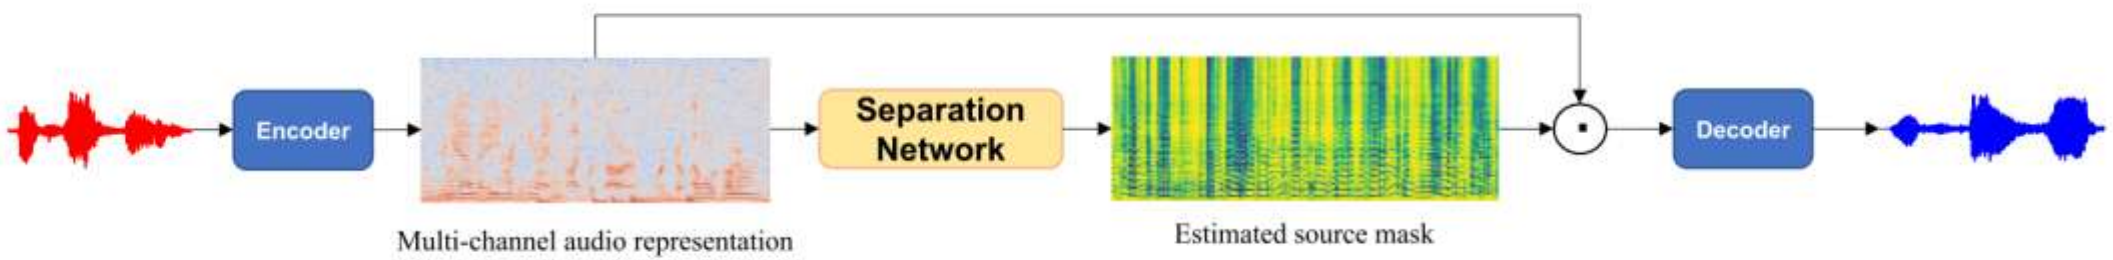 Encoder
Multi-channel audio representation
Separation
Network
Estimated source mask
Decoder